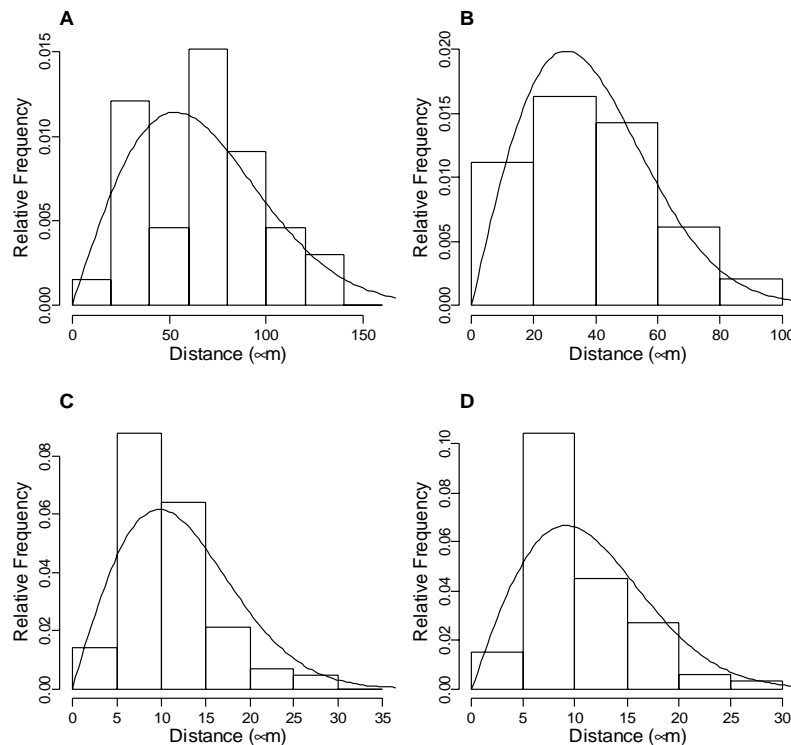 A
Relative Frequency
0.000 0.005 0.010 0.015
0 50 100 150
Distance (∝m)
B
Relative Frequency
0.000 0.005 0.010 0.015 0.020
0 20 40 60 80 100
Distance (∝m)
C
Relative Frequency
0.00 0.02 0.04 0.06 0.08
0 5 10 15 20 25 30 35
Distance (∝m)
D
Relative Frequency
0.00 0.02 0.04 0.06 0.08 0.10
0 5 10 15 20 25 30
Distance (∝m)